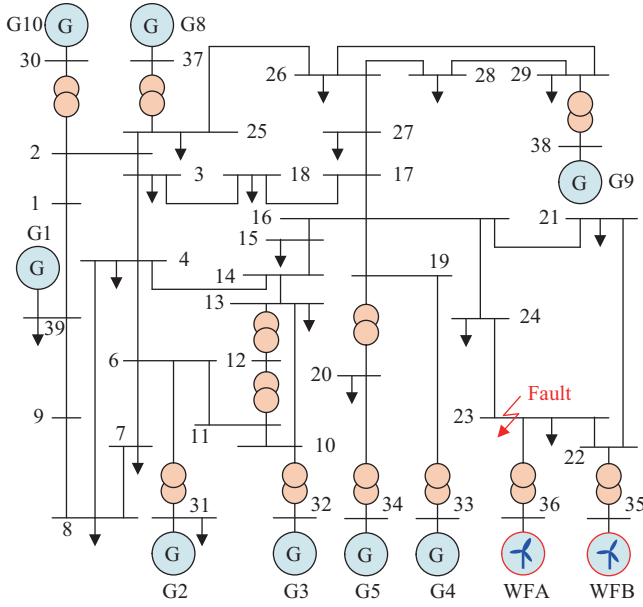 G10 G G G8
30 37
26 28 29
2 25 27 38
3 18 17 G G9
1
16 21
G1 15
G 4 14 19
13
39 24
6 12 20
Fault
9 23
7 11 10 22
8 31 32 34 33 36 35
G G G G
G2 G3 G5 G4 WFA WFB